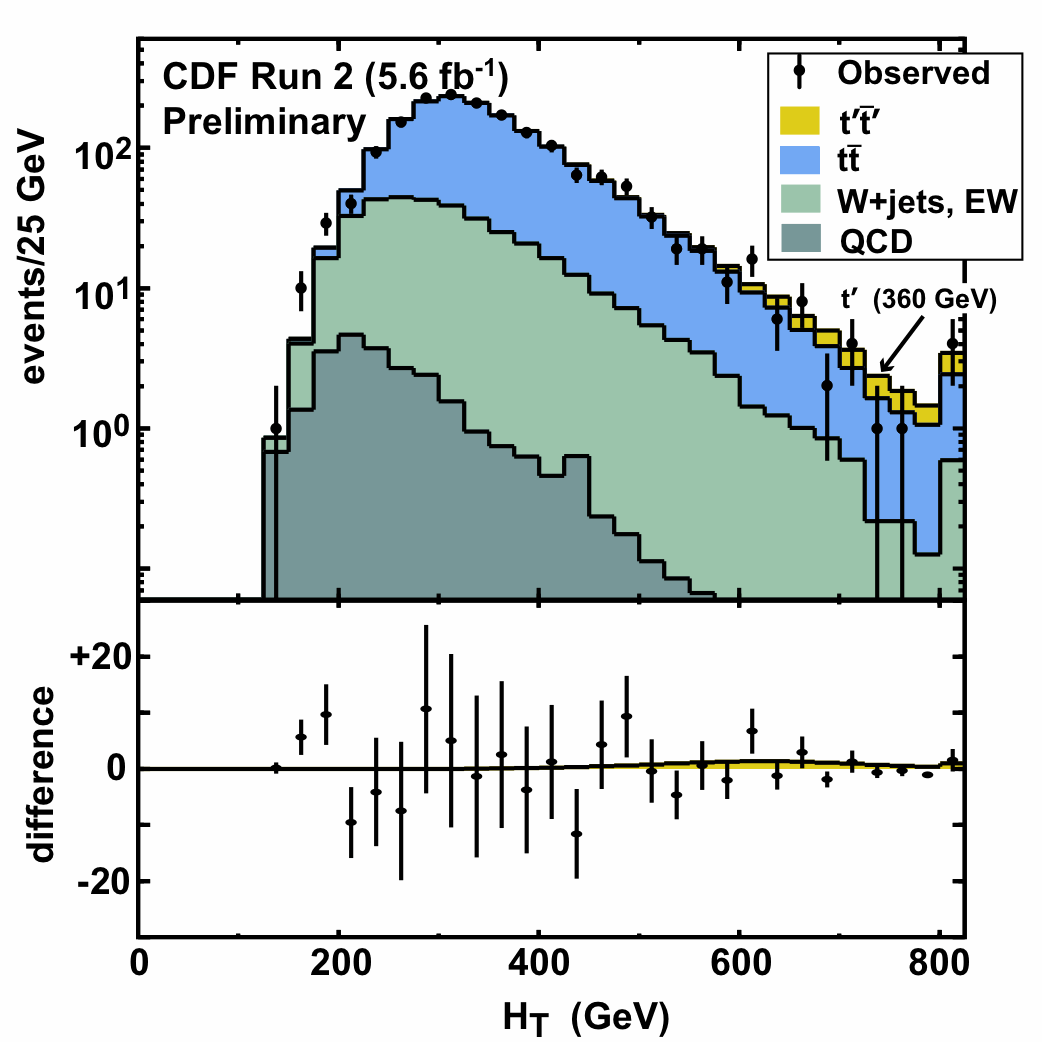 CDF Run 2 (5.6 fb⁻¹)
Preliminary
Observed
t′t̄′
tt̄
W+jets, EW
QCD
t′ (360 GeV)
events/25 GeV
10²
10¹
10⁰
difference
+20
0
-20
0 200 400 600 800
H_T (GeV)